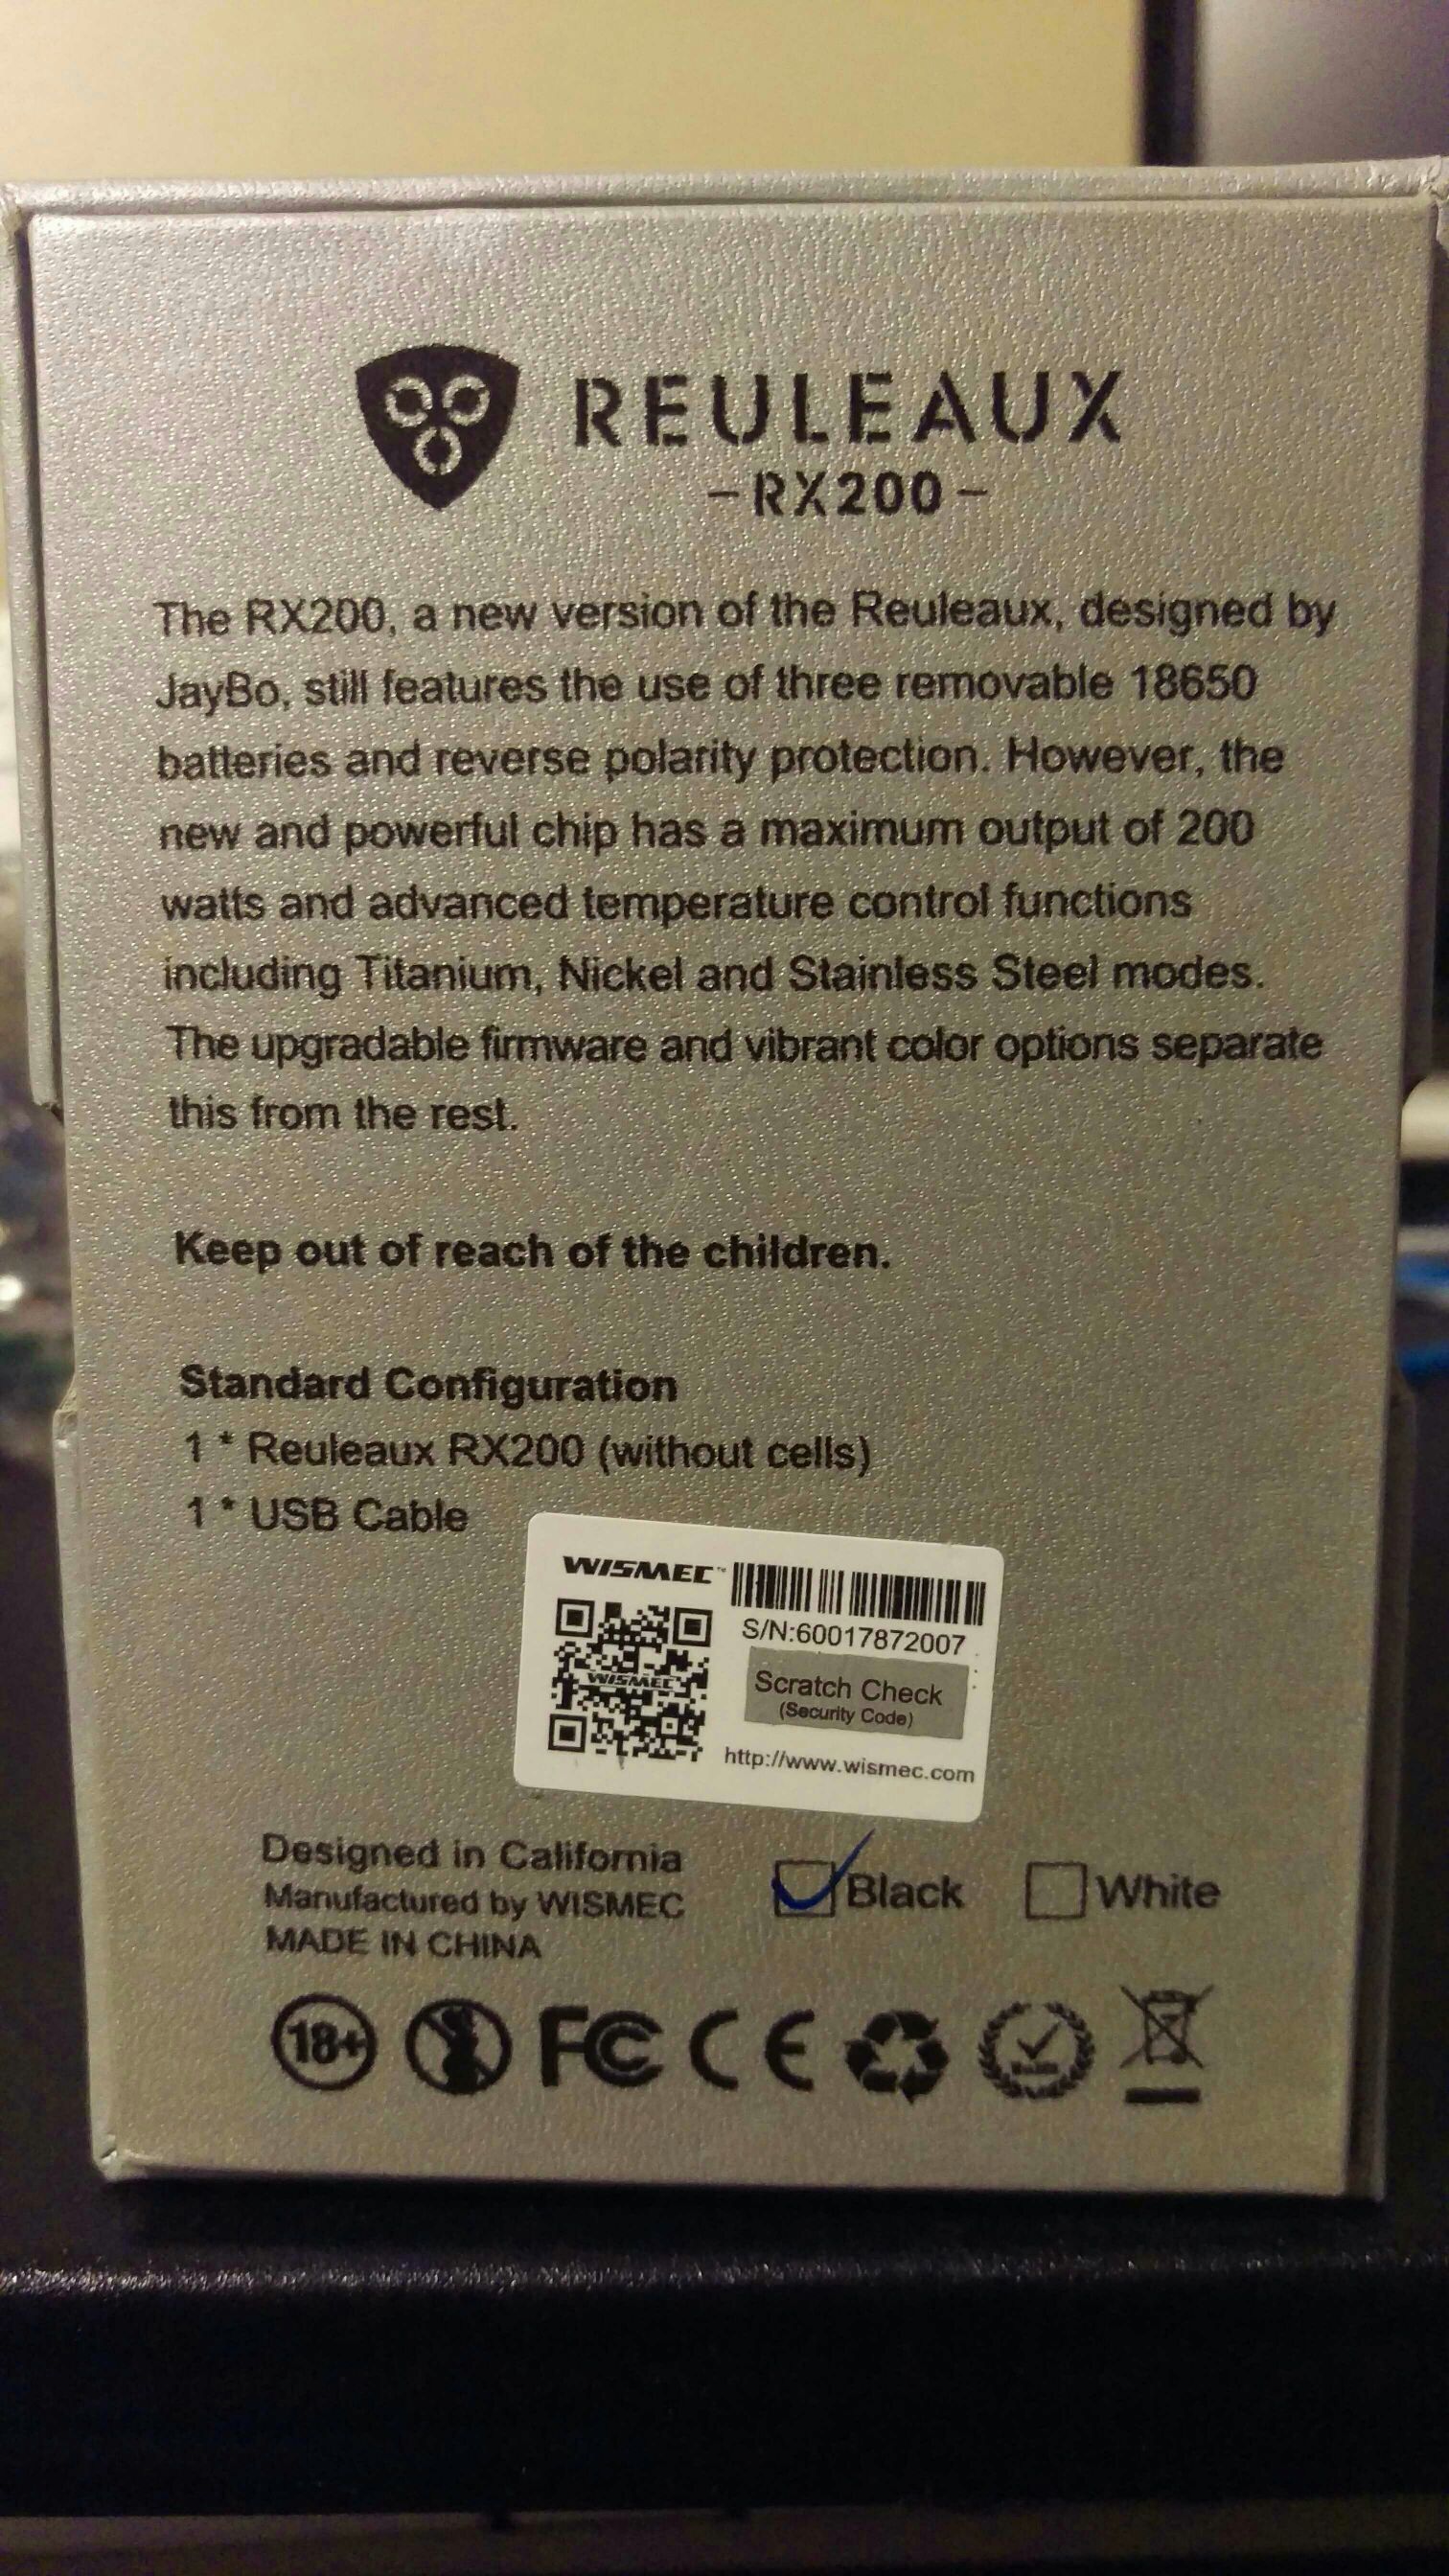 REULEAUX
-RX200-
The RX200, a new version of the Reuleaux, designed by
JayBo, still features the use of three removable 18650
batteries and reverse polarity protection. However, the
new and powerful chip has a maximum output of 200
watts and advanced temperature control functions
including Titanium, Nickel and Stainless Steel modes.
The upgradable firmware and vibrant color options separate
this from the rest.
Keep out of reach of the children.
Standard Configuration
1 * Reuleaux RX200 (without cells)
1 * USB Cable
WISMEC™
S/N:60017872007
WISMEC
Scratch Check
(Security Code)
http://www.wismec.com
Designed in California
Manufactured by WISMEC
MADE IN CHINA
Black
White
18+
FC CE